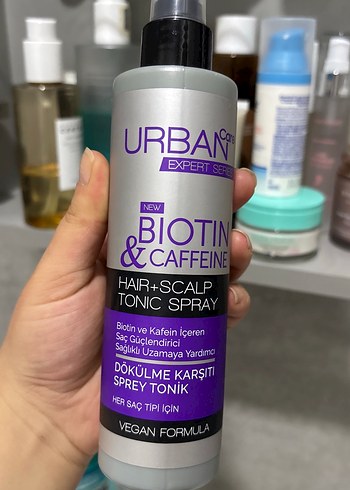 URBAN Care
EXPERT SERIES
NEW
BIOTIN
& CAFFEINE
HAIR+SCALP
TONIC SPRAY
Biotin ve Kafein İçeren
Saç Güçlendirici
Sağlıklı Uzamaya Yardımcı
DÖKÜLME KARŞITI
SPREY TONİK
HER SAÇ TİPİ İÇİN
VEGAN FORMULA